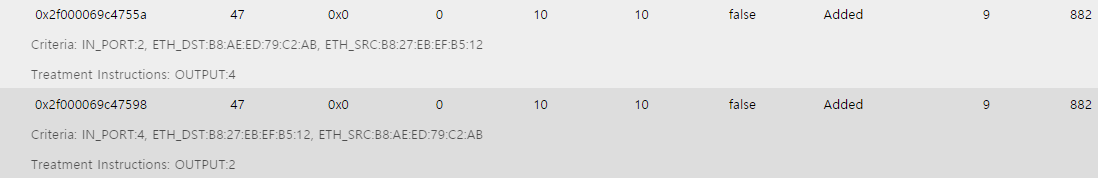 0x2f000069c4755a 47 0x0 0 10 10 false Added 9 882
Criteria: IN_PORT:2, ETH_DST:B8:AE:ED:79:C2:AB, ETH_SRC:B8:27:EB:EF:B5:12
Treatment Instructions: OUTPUT:4
0x2f000069c47598 47 0x0 0 10 10 false Added 9 882
Criteria: IN_PORT:4, ETH_DST:B8:27:EB:EF:B5:12, ETH_SRC:B8:AE:ED:79:C2:AB
Treatment Instructions: OUTPUT:2